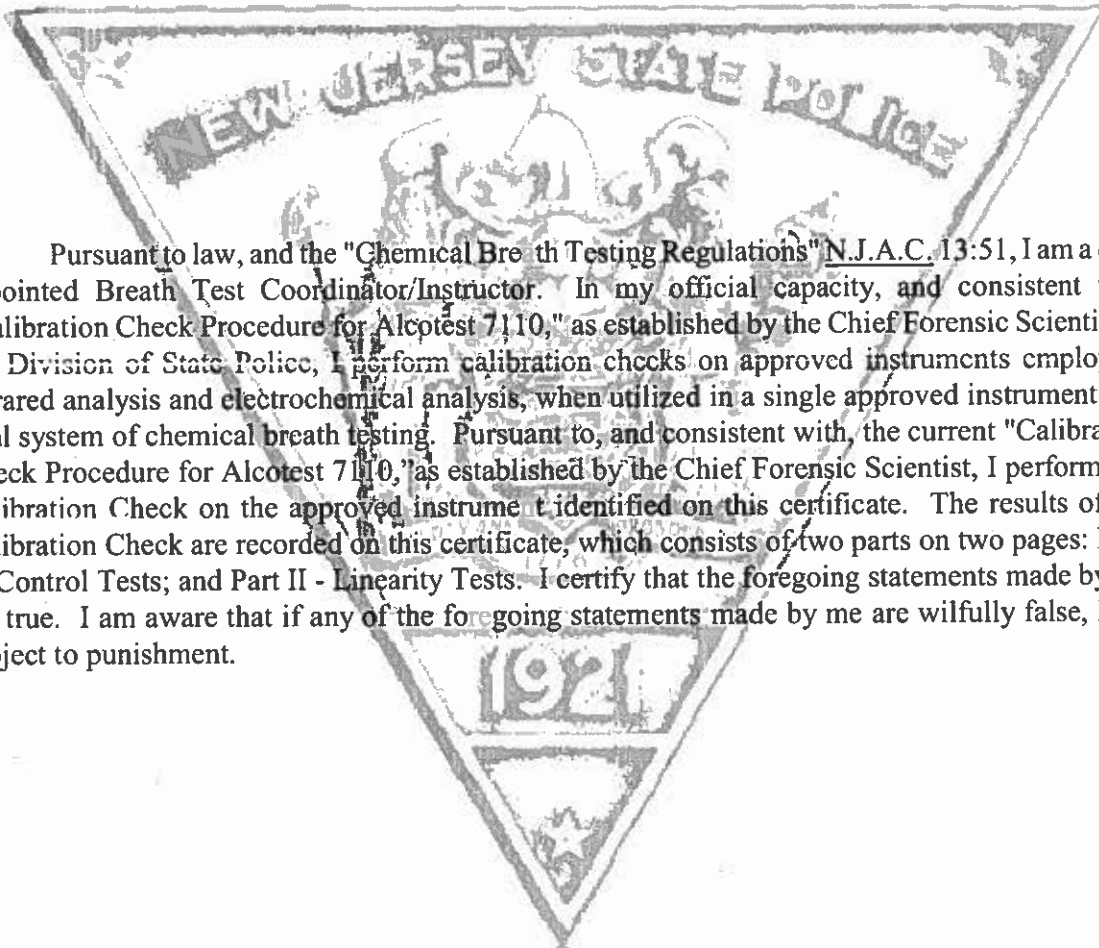 NEW JERSEY STATE POLICE
Pursuant to law, and the "Chemical Bre th Testing Regulations" N.J.A.C. 13:51, I am a
pointed Breath Test Coordinator/Instructor. In my official capacity, and consistent
alibration Check Procedure for Alcotest 7110," as established by the Chief Forensic Scienti
Division of State Police, I perform calibration checks on approved instruments employ
rared analysis and electrochemical analysis, when utilized in a single approved instrument
al system of chemical breath testing. Pursuant to, and consistent with, the current "Calibra
eck Procedure for Alcotest 7110," as established by the Chief Forensic Scientist, I perform
libration Check on the approved instrume t identified on this certificate. The results of
libration Check are recorded on this certificate, which consists of two parts on two pages:
Control Tests; and Part II - Linearity Tests. I certify that the foregoing statements made by
true. I am aware that if any of the foregoing statements made by me are wilfully false,
ject to punishment.
1921